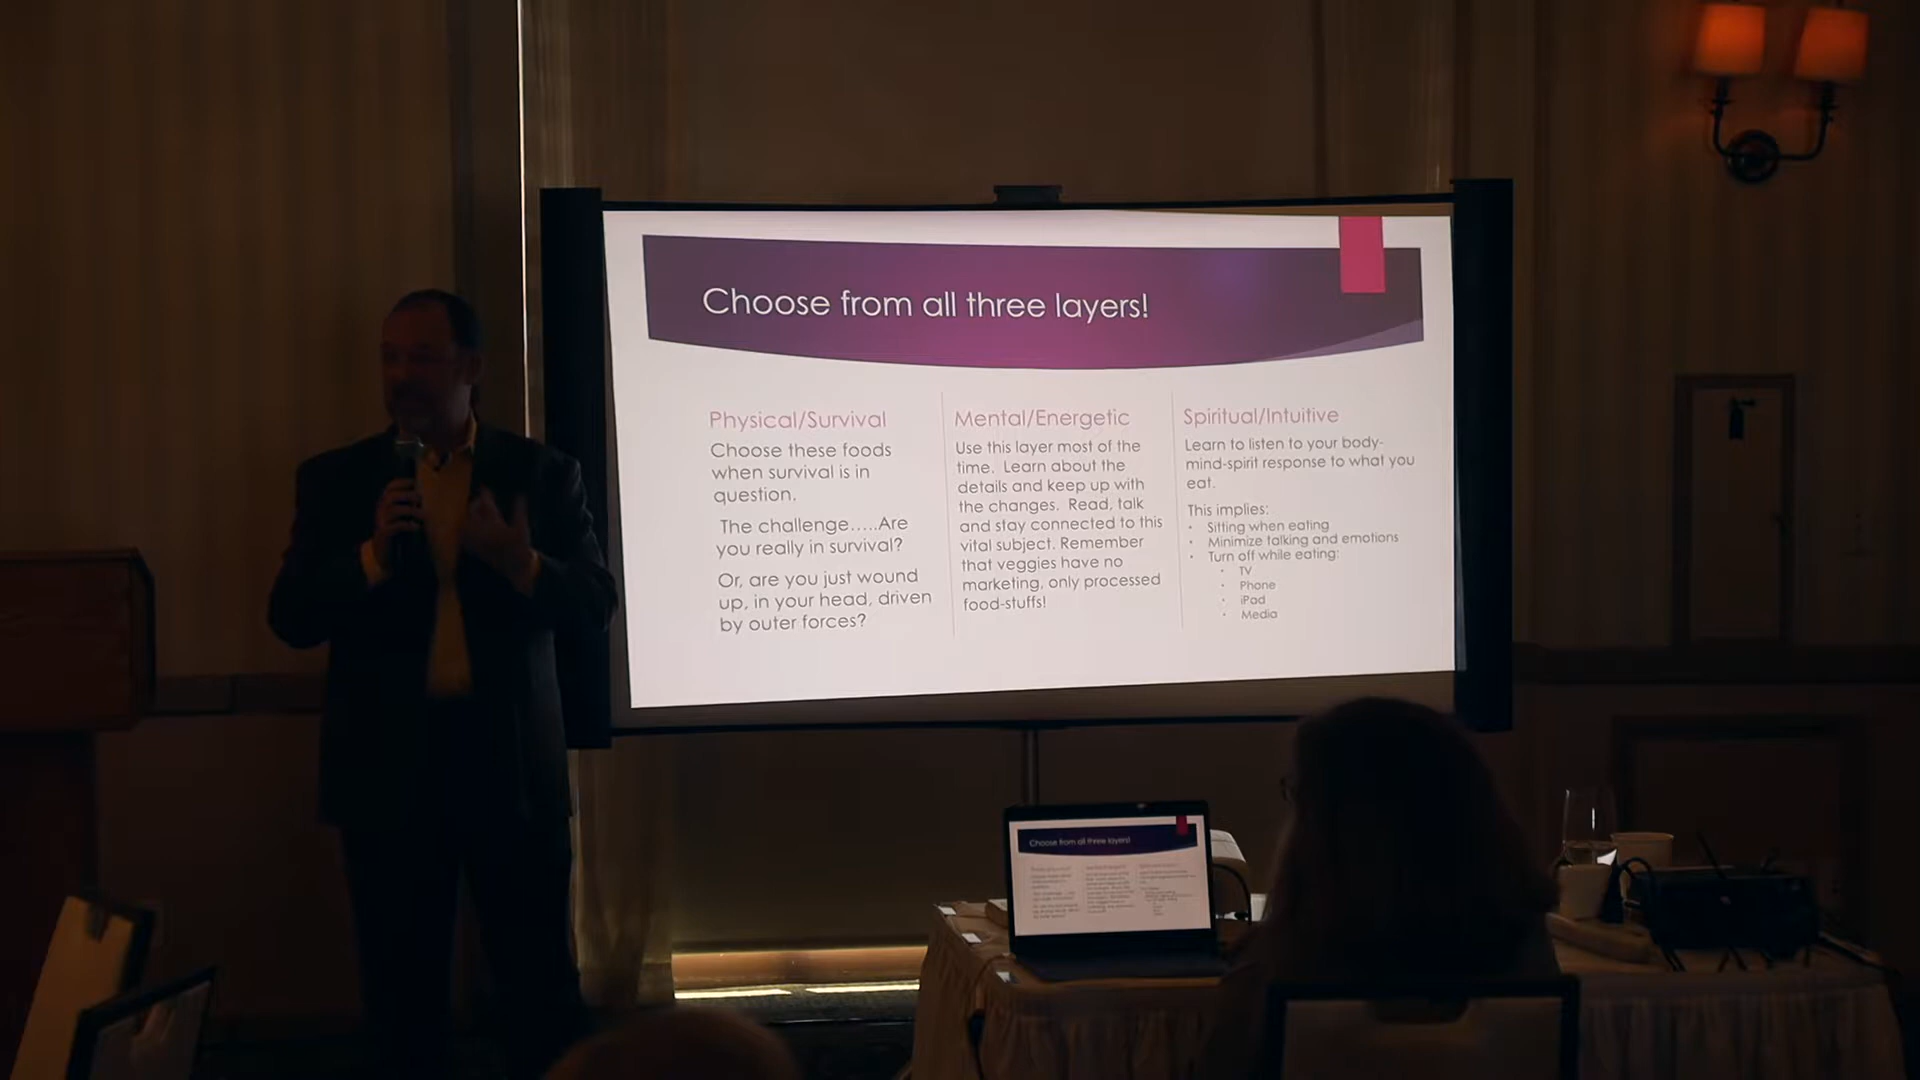 Choose from all three layers!
Physical/Survival
Choose these foods
when survival is in
question.
The challenge.....Are
you really in survival?
Or, are you just wound
up, in your head, driven
by outer forces?
Mental/Energetic
Use this layer most of the
time. Learn about the
details and keep up with
the changes. Read, talk
and stay connected to this
vital subject. Remember
that veggies have no
marketing, only processed
food-stuffs!
Spiritual/Intuitive
Learn to listen to your body-
mind-spirit response to what you
eat.
This implies:
• Sitting when eating
• Minimize talking and emotions
• Turn off while eating:
• TV
• Phone
• iPad
• Media
Choose from all three layers!